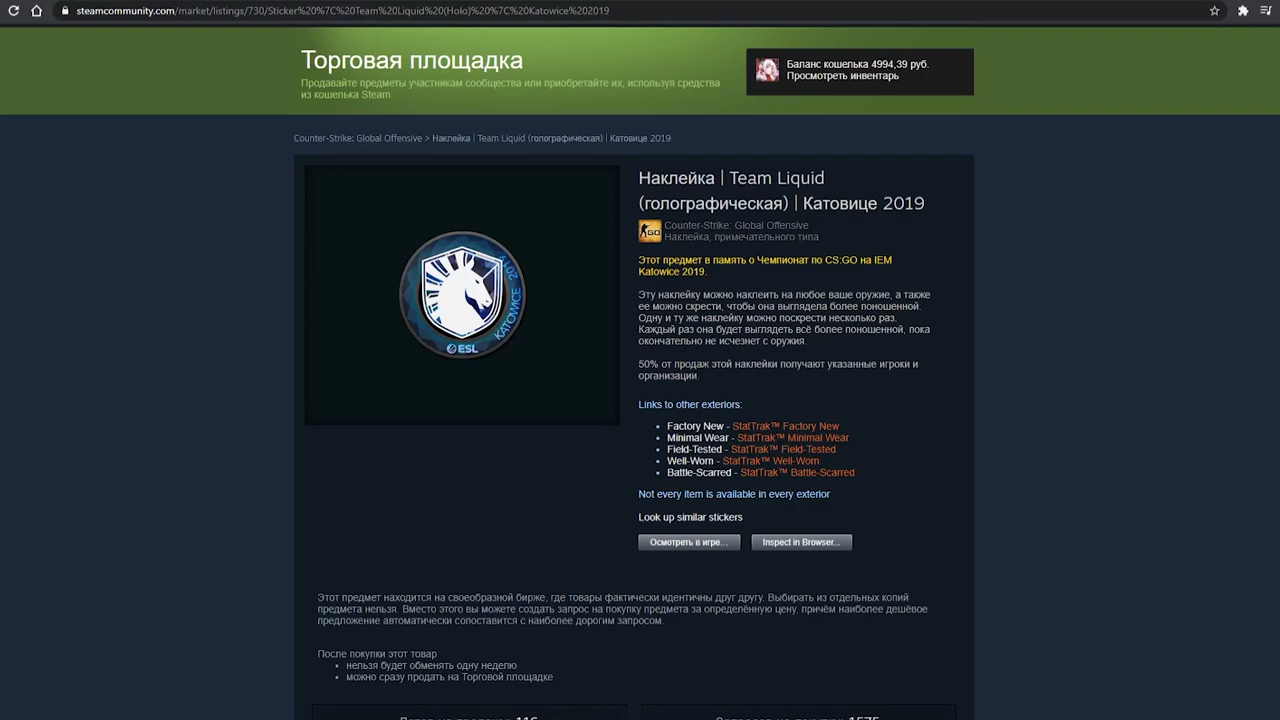 steamcommunity.com/market/listings/730/Sticker%20%7C%20Team%20Liquid%20(Holo)%20%7C%20Katowice%202019
Торговая площадка
Продавайте предметы участникам сообщества или приобретайте их, используя средства
из кошелька Steam.
Баланс кошелька 4994,39 руб.
Просмотреть инвентарь
Counter-Strike: Global Offensive > Наклейка | Team Liquid (голографическая) | Катовице 2019
KATOWICE 2019
ESL
Наклейка | Team Liquid
(голографическая) | Катовице 2019
GO
Counter-Strike: Global Offensive
Наклейка, примечательного типа
Этот предмет в память о Чемпионат по CS:GO на IEM
Katowice 2019.
Эту наклейку можно наклеить на любое ваше оружие, а также
ее можно скрести, чтобы она выглядела более поношенной.
Одну и ту же наклейку можно поскрести несколько раз.
Каждый раз она будет выглядеть всё более поношенной, пока
окончательно не исчезнет с оружия.
50% от продаж этой наклейки получают указанные игроки и
организации.
Links to other exteriors:
• Factory New - StatTrak™ Factory New
• Minimal Wear - StatTrak™ Minimal Wear
• Field-Tested - StatTrak™ Field-Tested
• Well-Worn - StatTrak™ Well-Worn
• Battle-Scarred - StatTrak™ Battle-Scarred
Not every item is available in every exterior
Look up similar stickers
Осмотреть в игре...
Inspect in Browser...
Этот предмет находится на своеобразной бирже, где товары фактически идентичны друг другу. Выбирать из отдельных копий
предмета нельзя. Вместо этого вы можете создать запрос на покупку предмета за определённую цену, причём наиболее дешёвое
предложение автоматически сопоставится с наиболее дорогим запросом.
После покупки этот товар
• нельзя будет обменять одну неделю
• можно сразу продать на Торговой площадке